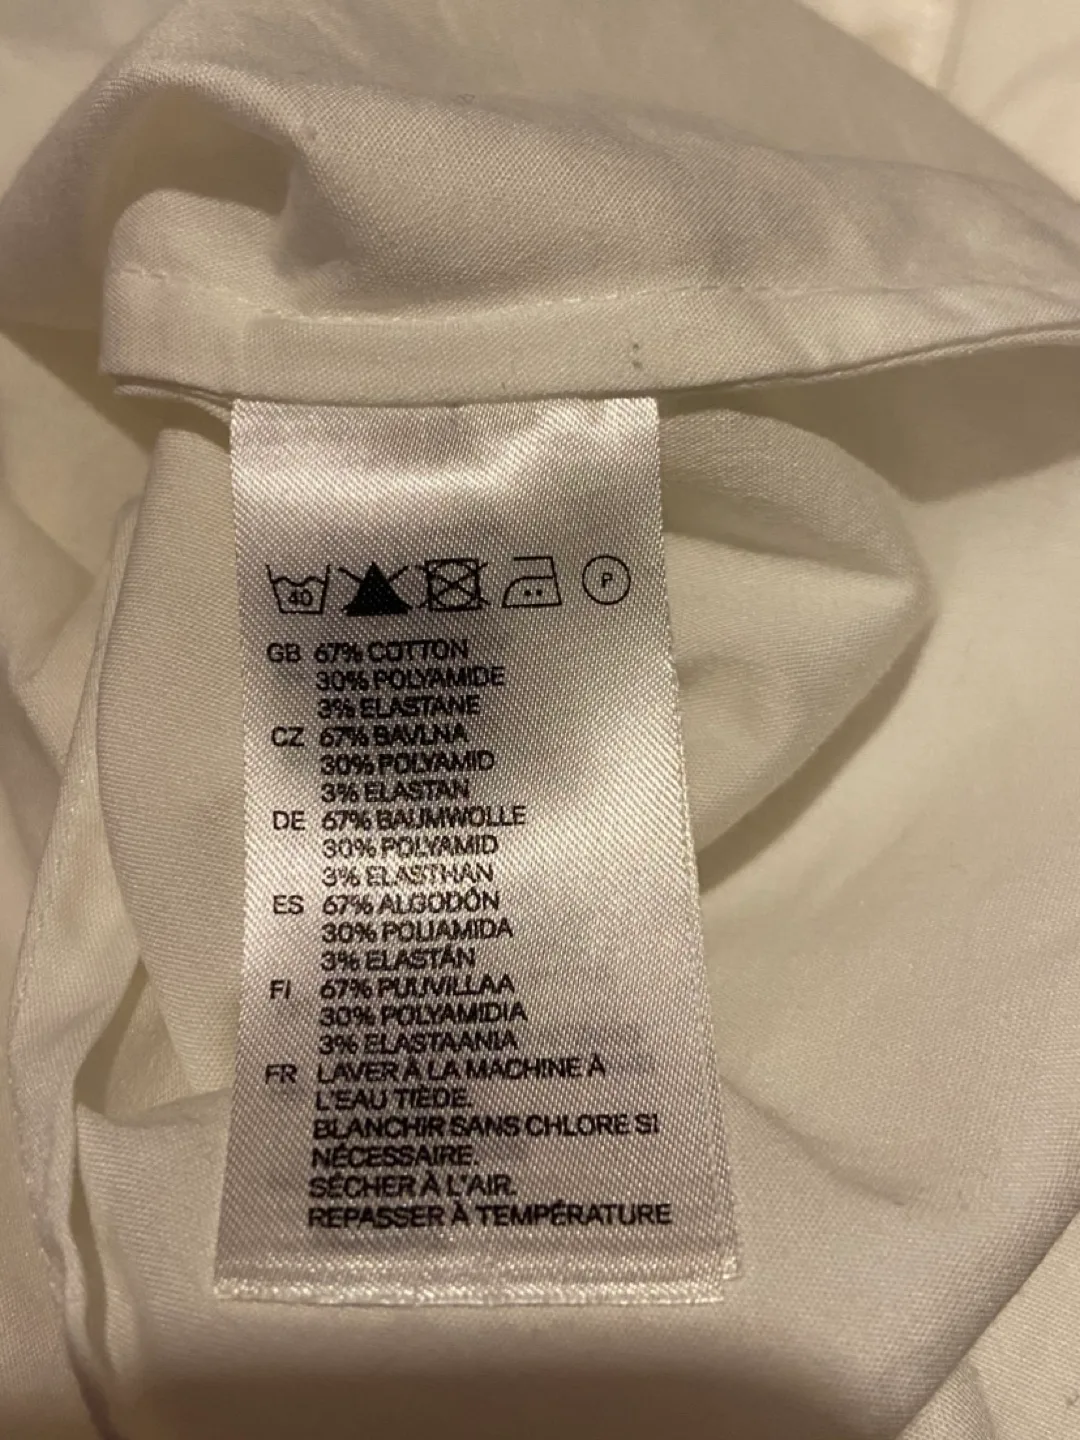 40
P
GB 67% COTTON
30% POLYAMIDE
3% ELASTANE
CZ 67% BAVLNA
30% POLYAMID
3% ELASTAN
DE 67% BAUMWOLLE
30% POLYAMID
3% ELASTHAN
ES 67% ALGODÓN
30% POLIAMIDA
3% ELASTÁN
FI 67% PUUVILLAA
30% POLYAMIDIA
3% ELASTAANIA
FR LAVER À LA MACHINE À
L'EAU TIÈDE.
BLANCHIR SANS CHLORE SI
NÉCESSAIRE.
SÉCHER À L'AIR.
REPASSER À TEMPÉRATURE